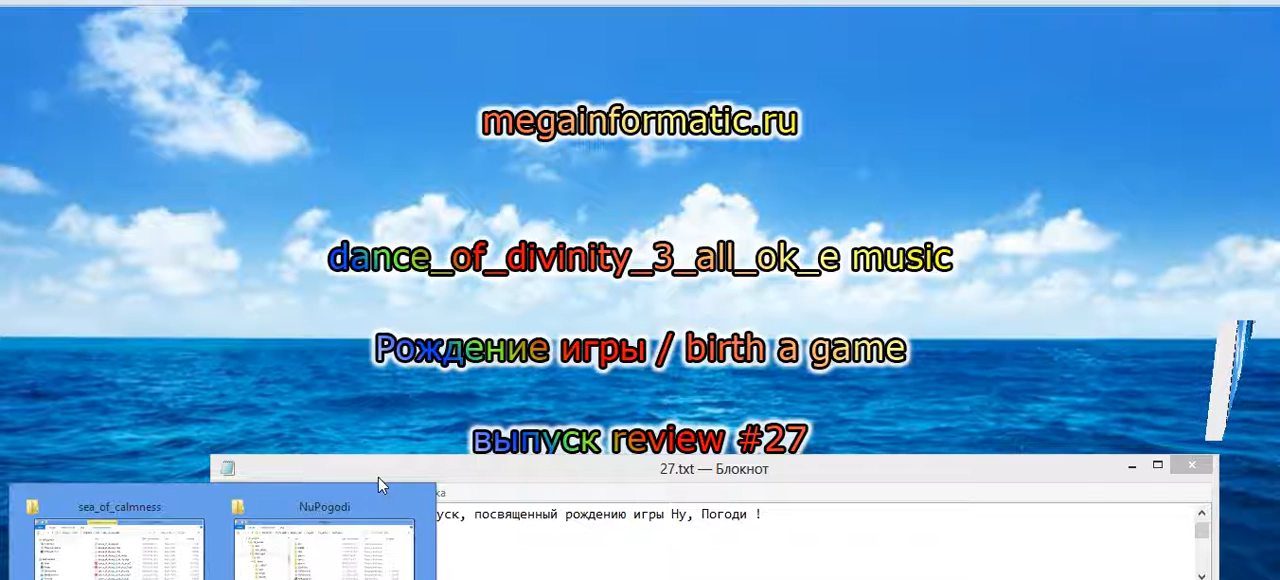 megainformatic.ru
dance_of_divinity_3_all_ok_e music
Рождение игры / birth a game
выпуск review #27
27.txt — Блокнот
ка
sea_of_calmness
NuPogodi
уск, посвященный рождению игры Ну, Погоди !